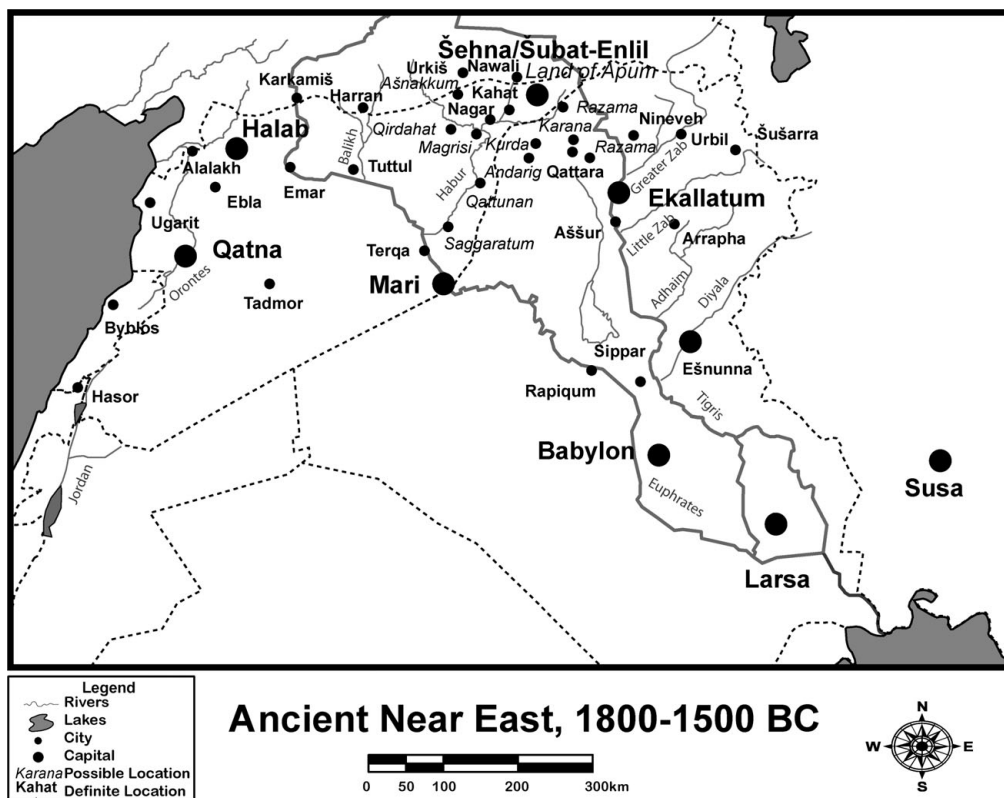 Šehna/Šubat-Enlil
Urkiš
Nawali
Land of Apum
Karkamiš
Ašnakkum
Harran
Kahat
Nagar
Razama
Nineveh
Halab
Qirdahat
Karana
Urbil
Šušarra
Magrisi
Kurda
Razama
Alalakh
Balikh
Tuttul
Andarig
Qattara
Greater Zab
Ebla
Emar
Habur
Qattunan
Ekallatum
Ugarit
Aššur
Little Zab
Arrapha
Qatna
Terqa
Saggaratum
Orontes
Tadmor
Mari
Adhaim
Diyala
Byblos
Sippar
Ešnunna
Hasor
Rapiqum
Tigris
Babylon
Jordan
Euphrates
Susa
Larsa
Legend
Rivers
Lakes
City
Capital
Karana Possible Location
Kahat Definite Location
Ancient Near East, 1800-1500 BC
0 50 100 200 300km
N
W E
S